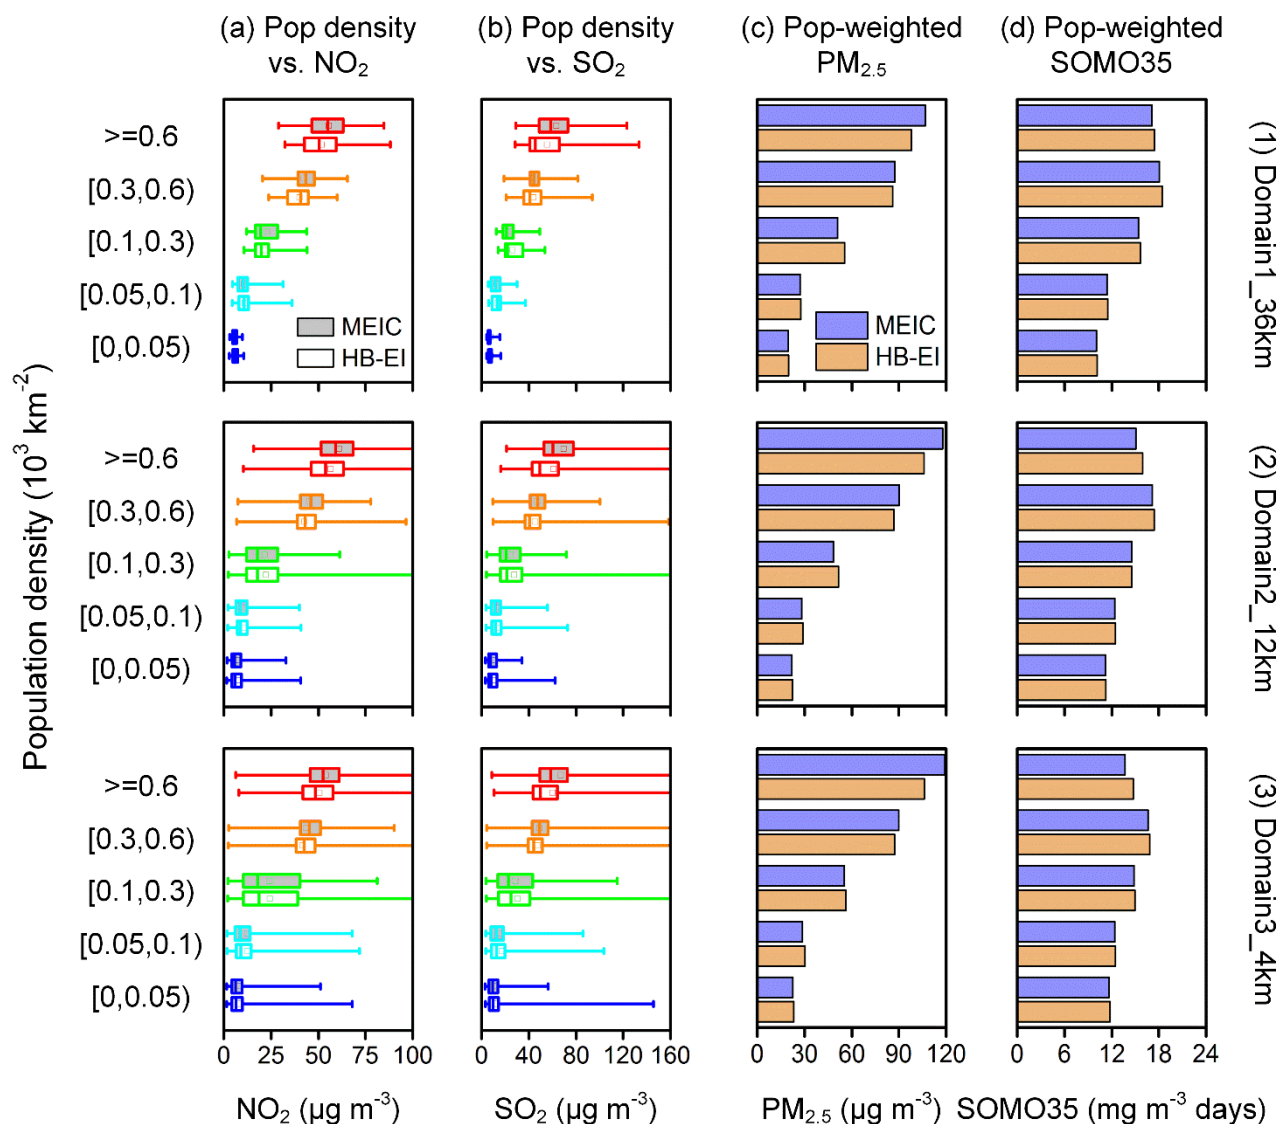 (a) Pop density
vs. NO₂
(b) Pop density
vs. SO₂
(c) Pop-weighted
PM₂.₅
(d) Pop-weighted
SOMO35
Population density (10³ km⁻²)
>=0.6
[0.3,0.6)
[0.1,0.3)
[0.05,0.1)
[0,0.05)
MEIC
HB-EI
MEIC
HB-EI
(1) Domain1_36km
>=0.6
[0.3,0.6)
[0.1,0.3)
[0.05,0.1)
[0,0.05)
(2) Domain2_12km
>=0.6
[0.3,0.6)
[0.1,0.3)
[0.05,0.1)
[0,0.05)
(3) Domain3_4km
0 25 50 75 100
0 40 80 120 160
0 30 60 90 120
0 6 12 18 24
NO₂ (μg m⁻³)
SO₂ (μg m⁻³)
PM₂.₅ (μg m⁻³)
SOMO35 (mg m⁻³ days)